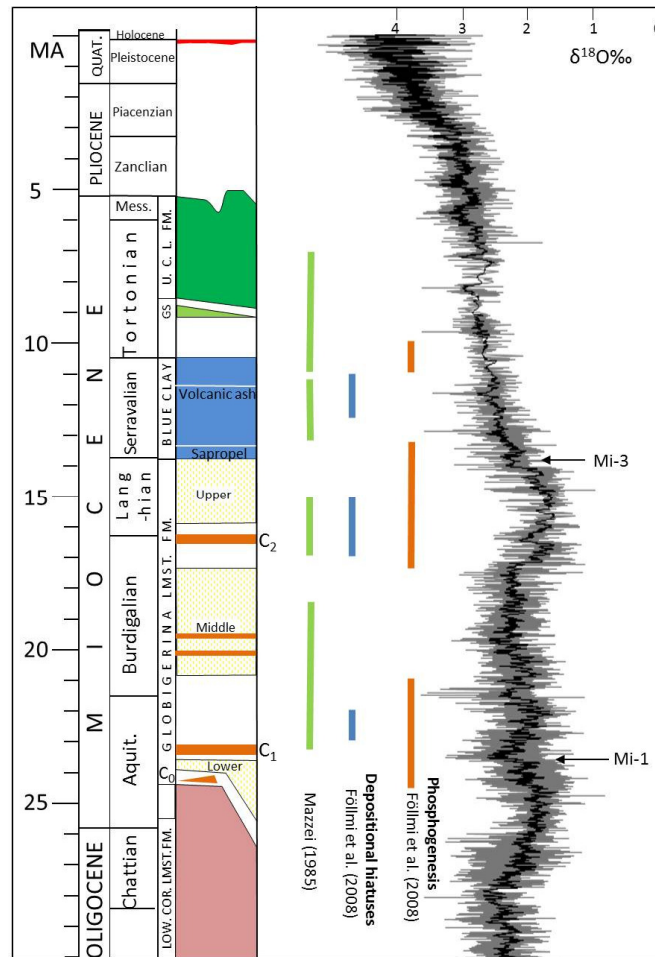 MA
5
10
15
20
25
QUAT.
PLIOCENE
MIOCENE
OLIGOCENE
Holocene
Pleistocene
Piacenzian
Zanclian
Mess.
Tortonian
Serravalian
Lang
-hian
Burdigalian
Aquit.
Chattian
U. C. L. FM.
GS
BLUE CLAY
GLOBIGERINA LMST. FM.
LOW. COR. LMST. FM.
Volcanic ash
Sapropel
Upper
C2
Middle
C1
Lower
C0
Mazzei (1985)
Depositional hiatuses
Föllmi et al. (2008)
Phosphogenesis
Föllmi et al. (2008)
4 3 2 1
δ18O‰
Mi-3
Mi-1